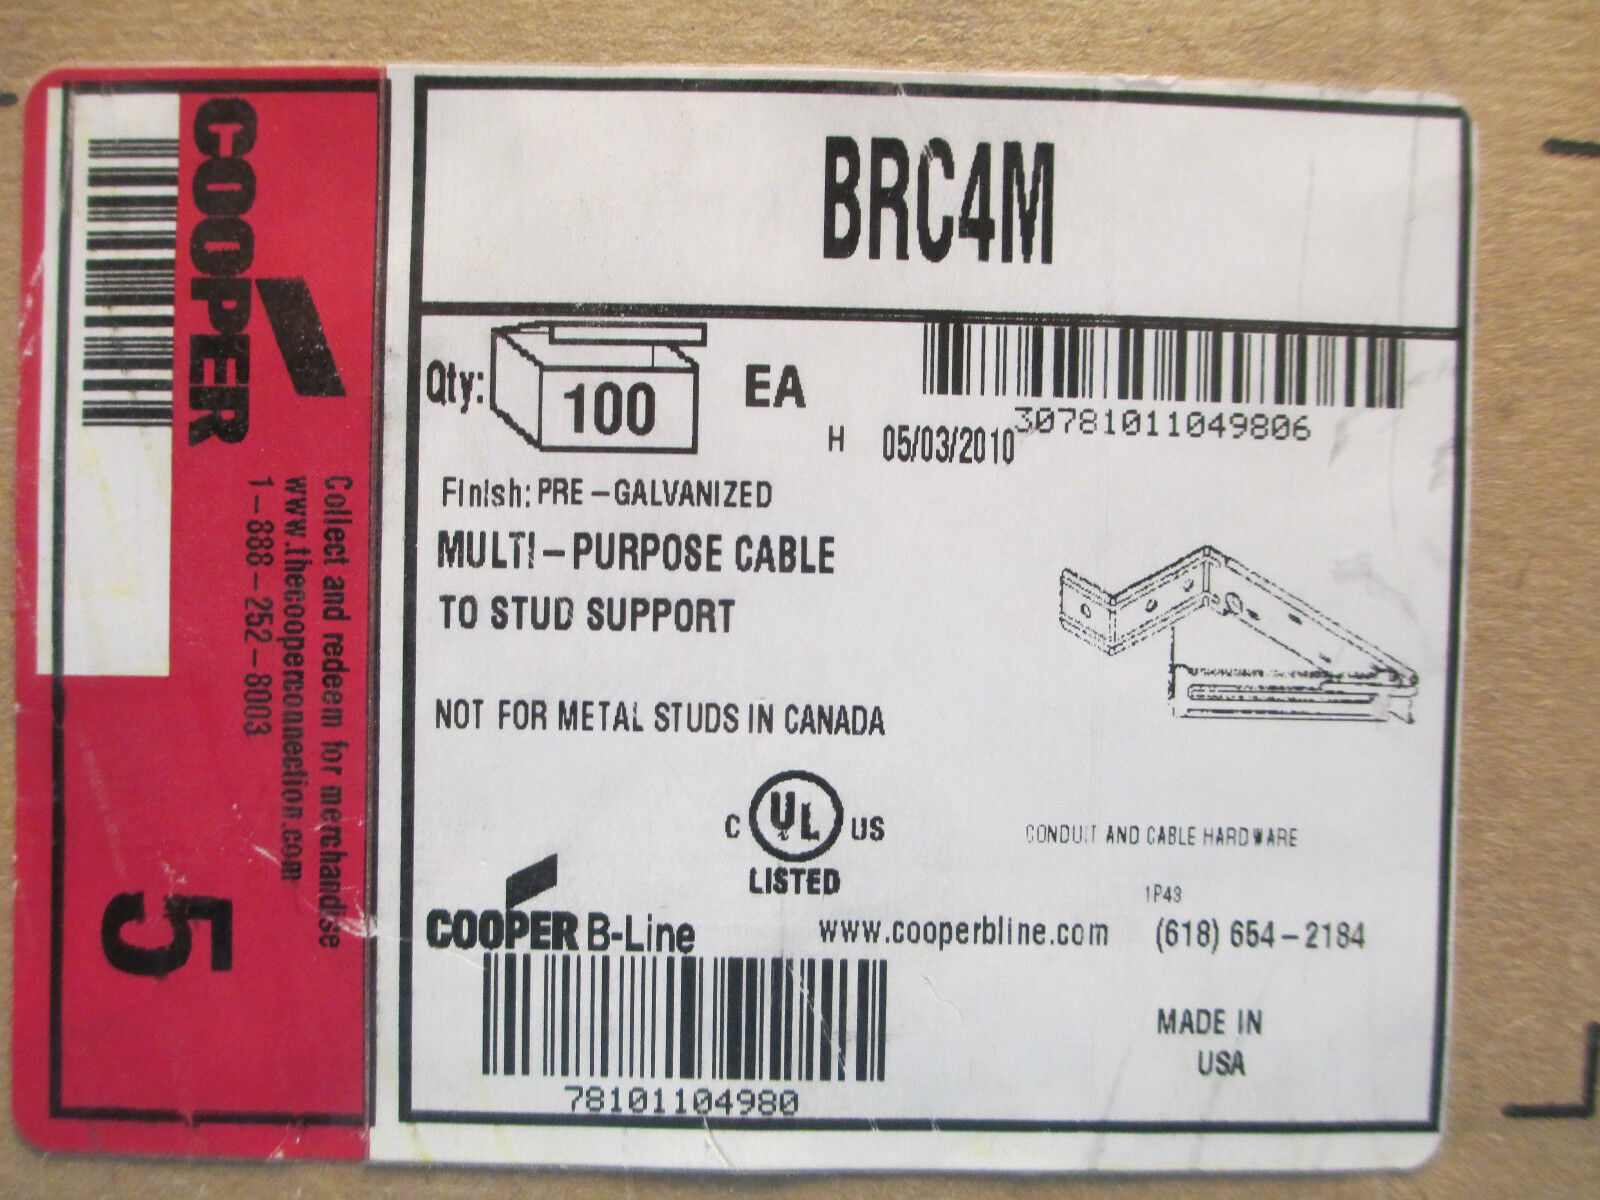 COOPER
Collect and redeem for merchandise
www.thecooperconnection.com
1-888-252-8003
5
BRC4M
Qty: 100 EA
30781011049806
H 05/03/2010
Finish: PRE-GALVANIZED
MULTI-PURPOSE CABLE
TO STUD SUPPORT
NOT FOR METAL STUDS IN CANADA
C UL US
LISTED
CONDUIT AND CABLE HARDWARE
1P43
COOPER B-Line www.cooperbline.com (618) 654-2184
78101104980
MADE IN
USA